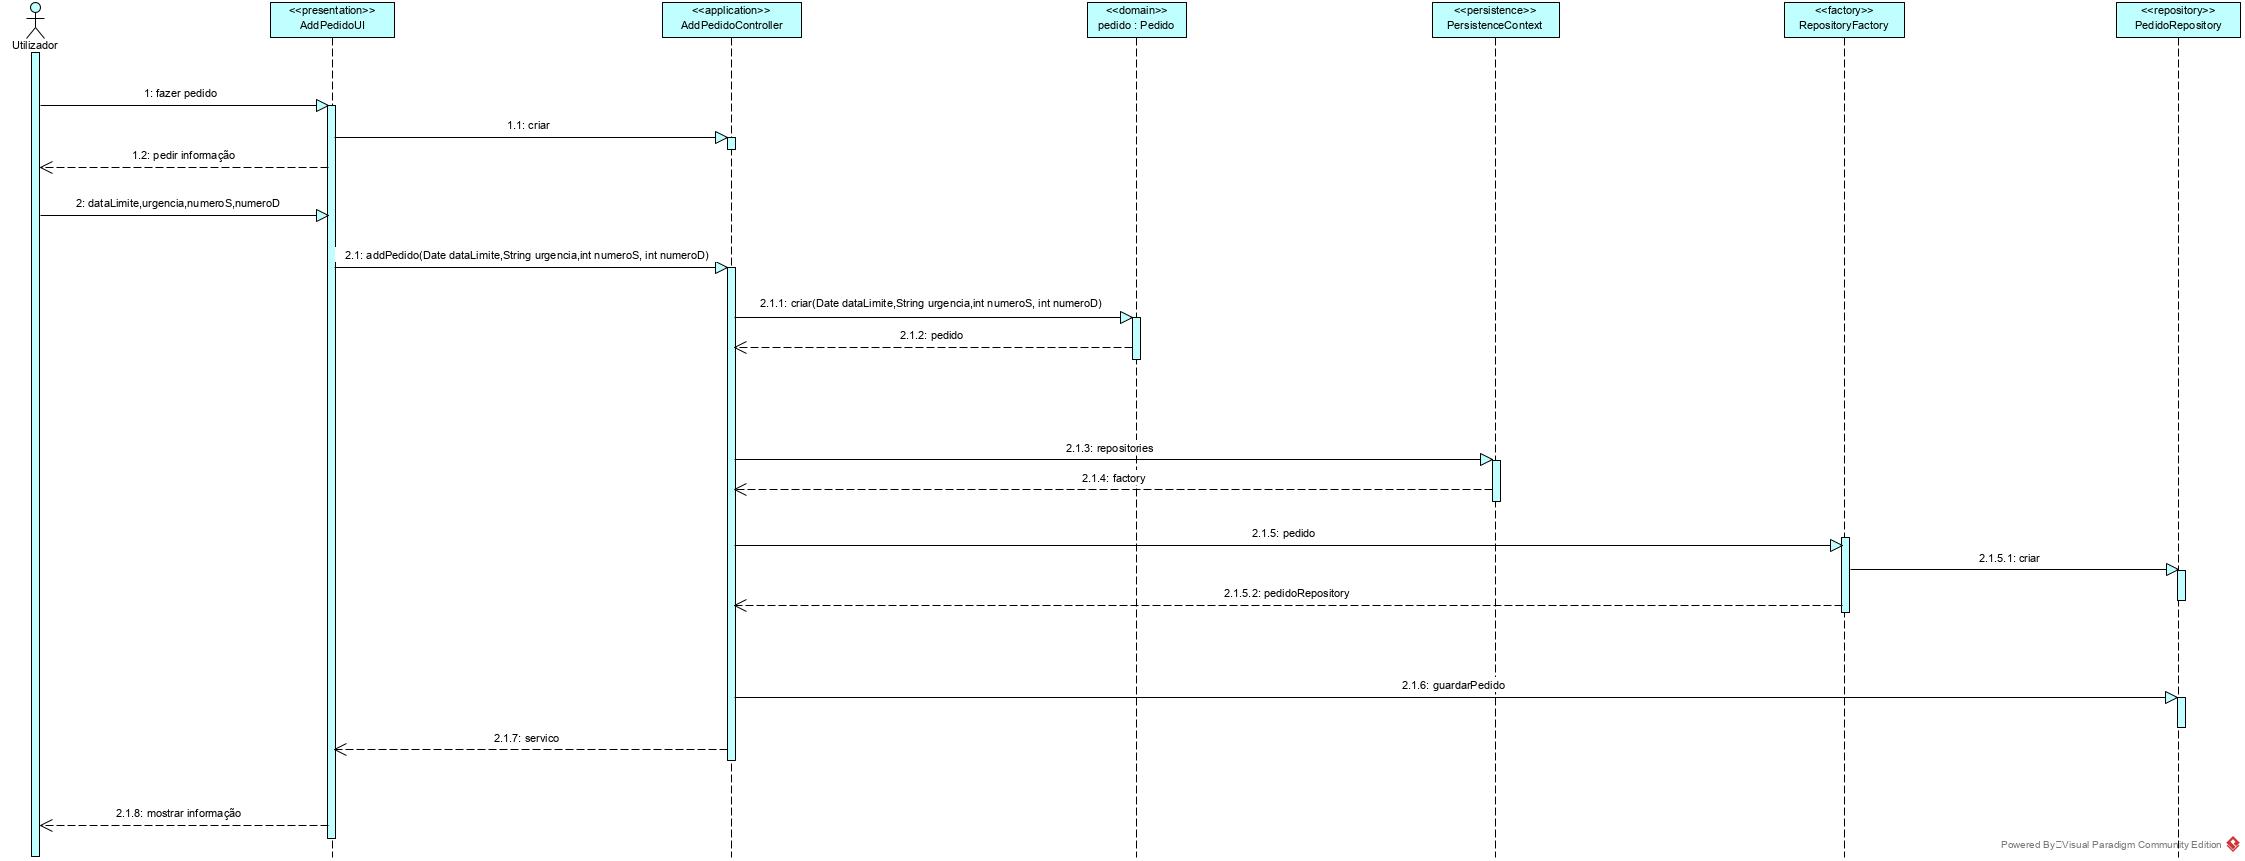 <<presentation>>
AddPedidoUI
<<application>>
AddPedidoController
<<domain>>
pedido : Pedido
<<persistence>>
PersistenceContext
<<factory>>
RepositoryFactory
<<repository>>
PedidoRepository
Utilizador
1: fazer pedido
1.1: criar
1.2: pedir informação
2: dataLimite,urgencia,numeroS,numeroD
2.1: addPedido(Date dataLimite,String urgencia,int numeroS, int numeroD)
2.1.1: criar(Date dataLimite,String urgencia,int numeroS, int numeroD)
2.1.2: pedido
2.1.3: repositories
2.1.4: factory
2.1.5: pedido
2.1.5.1: criar
2.1.5.2: pedidoRepository
2.1.6: guardarPedido
2.1.7: servico
2.1.8: mostrar informação
Powered By Visual Paradigm Community Edition